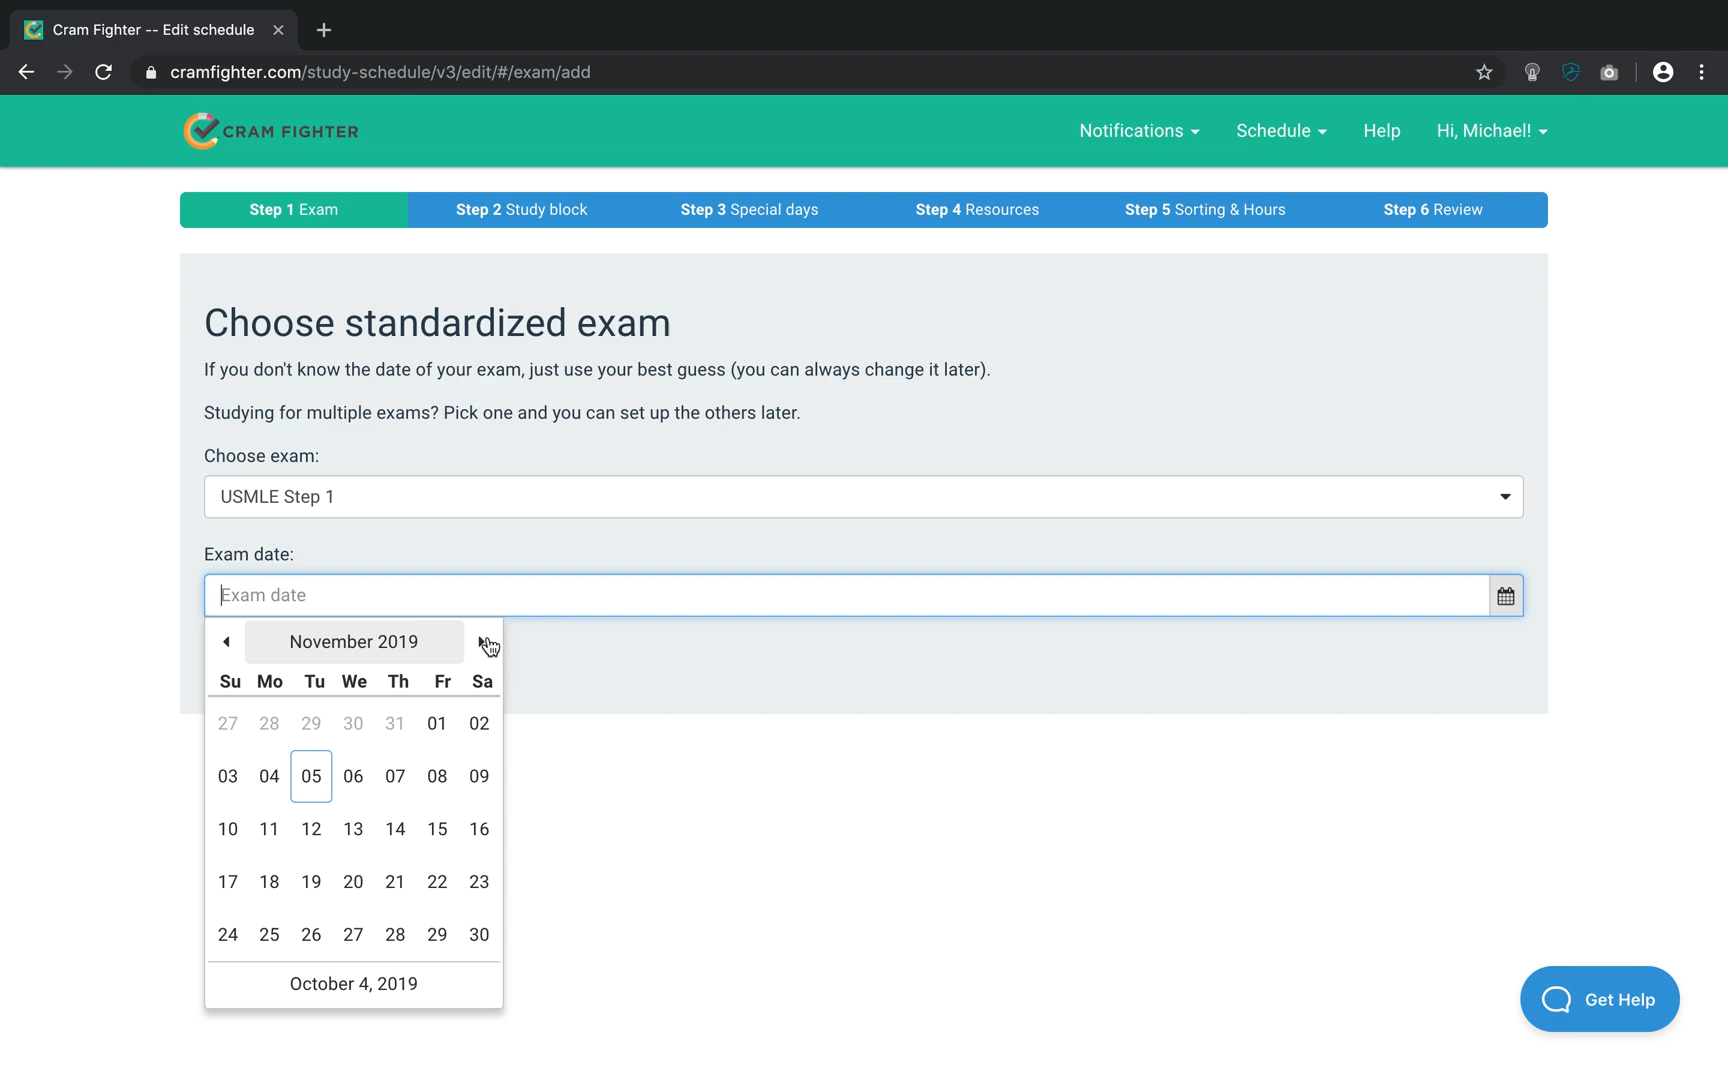 Cram Fighter -- Edit schedule
cramfighter.com/study-schedule/v3/edit/#/exam/add
CRAM FIGHTER
Notifications
Schedule
Help
Hi, Michael!
Step 1 Exam
Step 2 Study block
Step 3 Special days
Step 4 Resources
Step 5 Sorting & Hours
Step 6 Review
Choose standardized exam
If you don't know the date of your exam, just use your best guess (you can always change it later).
Studying for multiple exams? Pick one and you can set up the others later.
Choose exam:
USMLE Step 1
Exam date:
Exam date
November 2019
Su Mo Tu We Th Fr Sa
27 28 29 30 31 01 02
03 04 05 06 07 08 09
10 11 12 13 14 15 16
17 18 19 20 21 22 23
24 25 26 27 28 29 30
October 4, 2019
Get Help